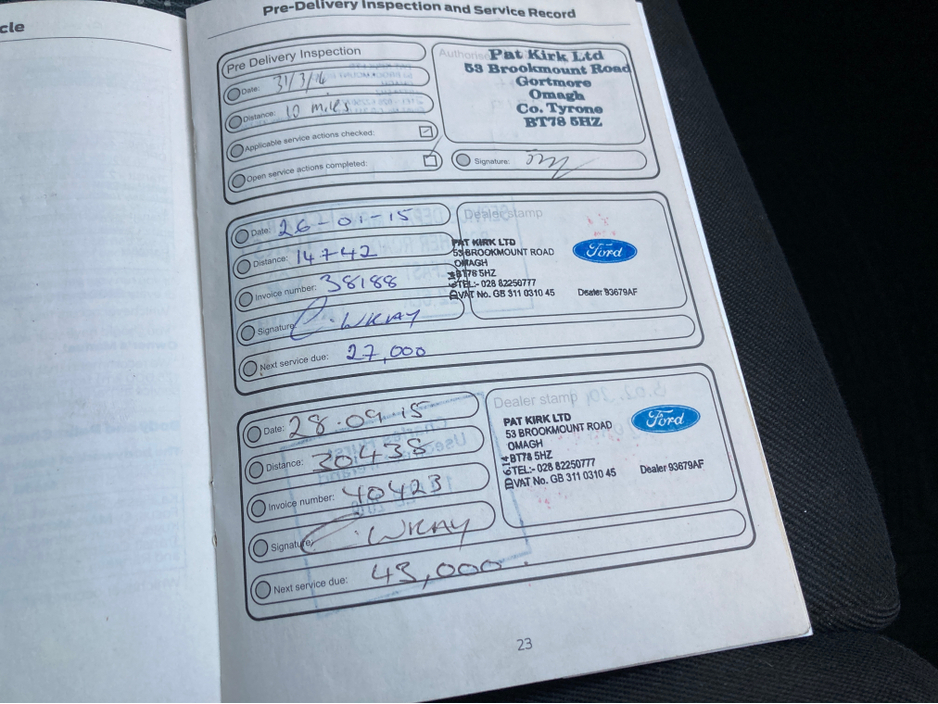 cle
Pre-Delivery Inspection and Service Record
Pre Delivery Inspection
Date:
Distance: 10 miles
Applicable service actions checked:
Open service actions completed:
Pat Kirk Ltd
53 Brookmount Road
Gortmore
Omagh
Co. Tyrone
BT78 5HZ
Signature:
Date: 26-01-15
Distance: 14742
Invoice number: 38188
Signature: WKAY
Next service due: 27,000
Dealer stamp
PAT KIRK LTD
53 BROOKMOUNT ROAD
OMAGH
BT78 5HZ
TEL:- 028 82250777
VAT No. GB 311 0310 45
Dealer 93679AF
Ford
Date: 28.09.15
Distance: 30438
Invoice number: 40423
Signature: WKAY
Next service due: 43,000.
Dealer stamp
PAT KIRK LTD
53 BROOKMOUNT ROAD
OMAGH
BT78 5HZ
TEL:- 028 82250777
VAT No. GB 311 0310 45
Dealer 93679AF
Ford
23